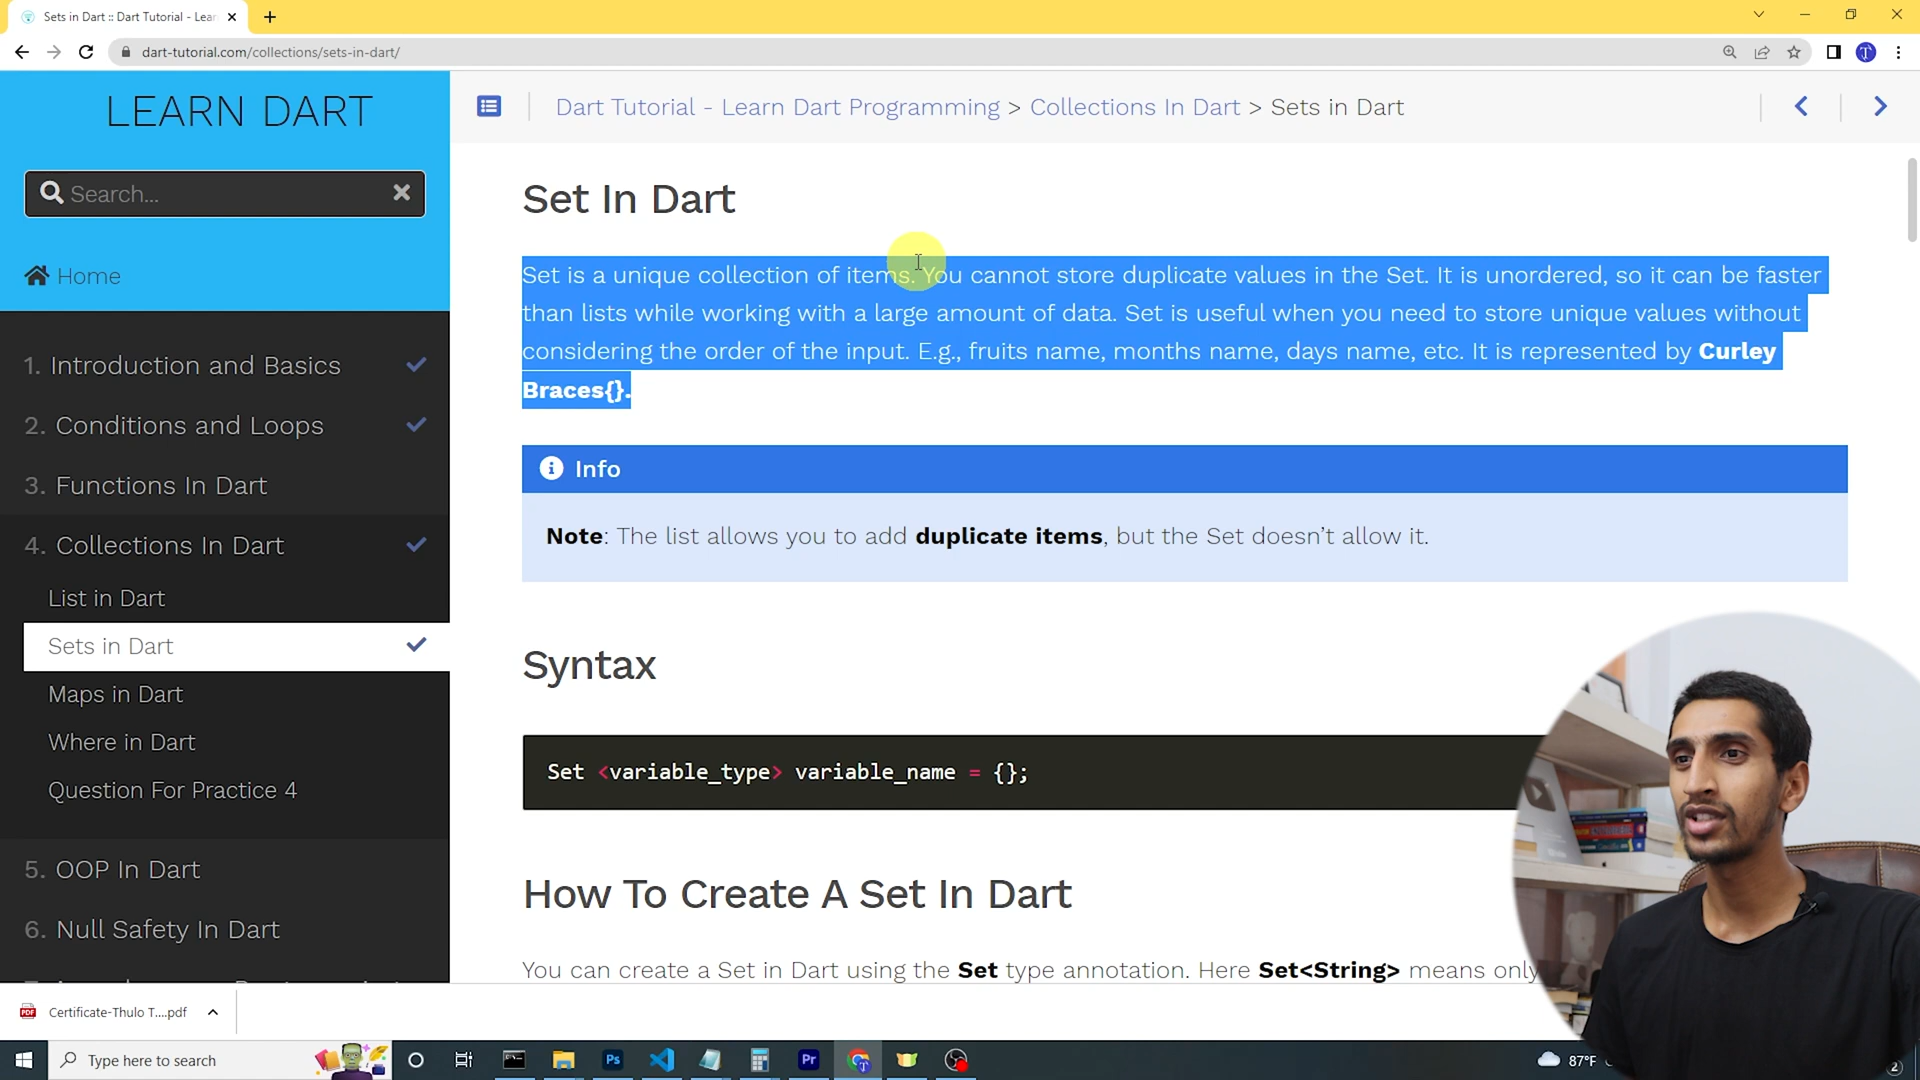 Sets in Dart :: Dart Tutorial - Lear
dart-tutorial.com/collections/sets-in-dart/
LEARN DART
Search...
Home
1. Introduction and Basics
2. Conditions and Loops
3. Functions In Dart
4. Collections In Dart
List in Dart
Sets in Dart
Maps in Dart
Where in Dart
Question For Practice 4
5. OOP In Dart
6. Null Safety In Dart
Dart Tutorial - Learn Dart Programming > Collections In Dart > Sets in Dart
Set In Dart
Set is a unique collection of items. You cannot store duplicate values in the Set. It is unordered, so it can be faster
than lists while working with a large amount of data. Set is useful when you need to store unique values without
considering the order of the input. E.g., fruits name, months name, days name, etc. It is represented by Curley
Braces{}.
Info
Note: The list allows you to add duplicate items, but the Set doesn't allow it.
Syntax
Set <variable_type> variable_name = {};
How To Create A Set In Dart
You can create a Set in Dart using the Set type annotation. Here Set<String> means only
Certificate-Thulo T....pdf
Type here to search
Ps
Pr
87°F
2